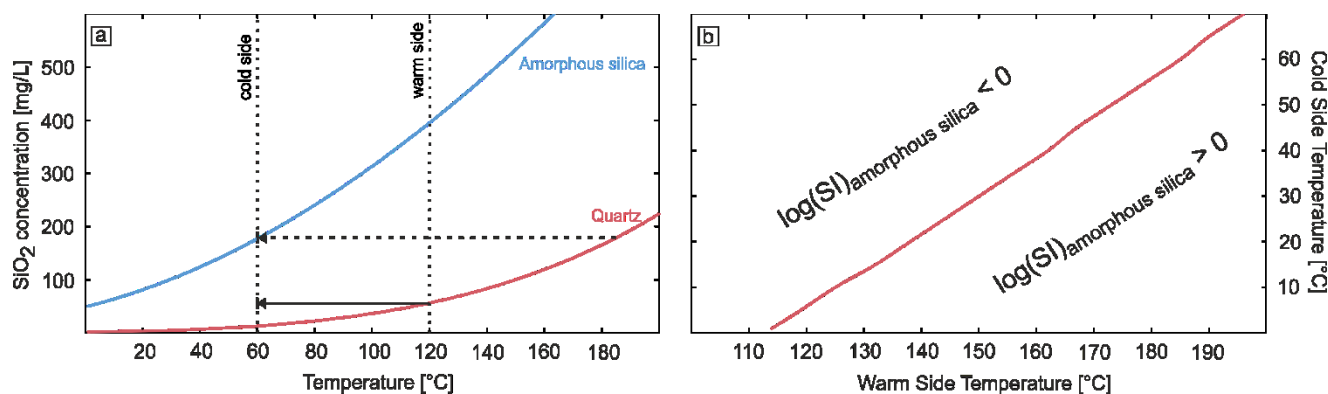 a
SiO2 concentration [mg/L]
500
400
300
200
100
cold side
warm side
Amorphous silica
Quartz
20 40 60 80 100 120 140 160 180
Temperature [°C]
b
log(SI)amorphous silica < 0
log(SI)amorphous silica > 0
60
50
40
30
20
10
Cold Side Temperature [°C]
110 120 130 140 150 160 170 180 190
Warm Side Temperature [°C]